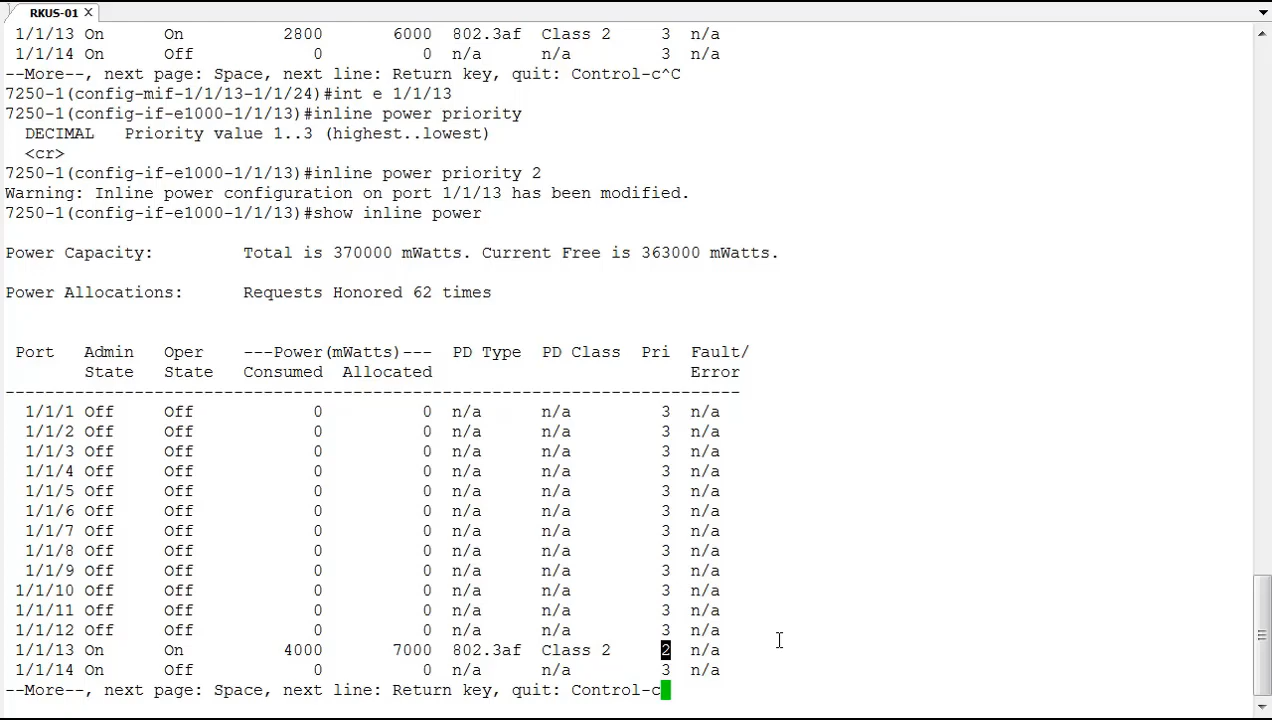 RKUS-01 ✕
1/1/13 On      On          2800       6000  802.3af  Class 2     3  n/a
1/1/14 On      Off            0          0  n/a      n/a         3  n/a
--More--, next page: Space, next line: Return key, quit: Control-c^C
7250-1(config-mif-1/1/13-1/1/24)#int e 1/1/13
7250-1(config-if-e1000-1/1/13)#inline power priority
  DECIMAL   Priority value 1..3 (highest..lowest)
  <cr>
7250-1(config-if-e1000-1/1/13)#inline power priority 2
Warning: Inline power configuration on port 1/1/13 has been modified.
7250-1(config-if-e1000-1/1/13)#show inline power
Power Capacity:         Total is 370000 mWatts. Current Free is 363000 mWatts.
Power Allocations:      Requests Honored 62 times
 Port   Admin   Oper    ---Power(mWatts)---  PD Type  PD Class  Pri  Fault/
        State   State   Consumed  Allocated                          Error
--------------------------------------------------------------------------
  1/1/1 Off     Off            0          0  n/a      n/a         3  n/a
  1/1/2 Off     Off            0          0  n/a      n/a         3  n/a
  1/1/3 Off     Off            0          0  n/a      n/a         3  n/a
  1/1/4 Off     Off            0          0  n/a      n/a         3  n/a
  1/1/5 Off     Off            0          0  n/a      n/a         3  n/a
  1/1/6 Off     Off            0          0  n/a      n/a         3  n/a
  1/1/7 Off     Off            0          0  n/a      n/a         3  n/a
  1/1/8 Off     Off            0          0  n/a      n/a         3  n/a
  1/1/9 Off     Off            0          0  n/a      n/a         3  n/a
 1/1/10 Off     Off            0          0  n/a      n/a         3  n/a
 1/1/11 Off     Off            0          0  n/a      n/a         3  n/a
 1/1/12 Off     Off            0          0  n/a      n/a         3  n/a
 1/1/13 On      On          4000       7000  802.3af  Class 2     2  n/a
 1/1/14 On      Off            0          0  n/a      n/a         3  n/a
--More--, next page: Space, next line: Return key, quit: Control-c